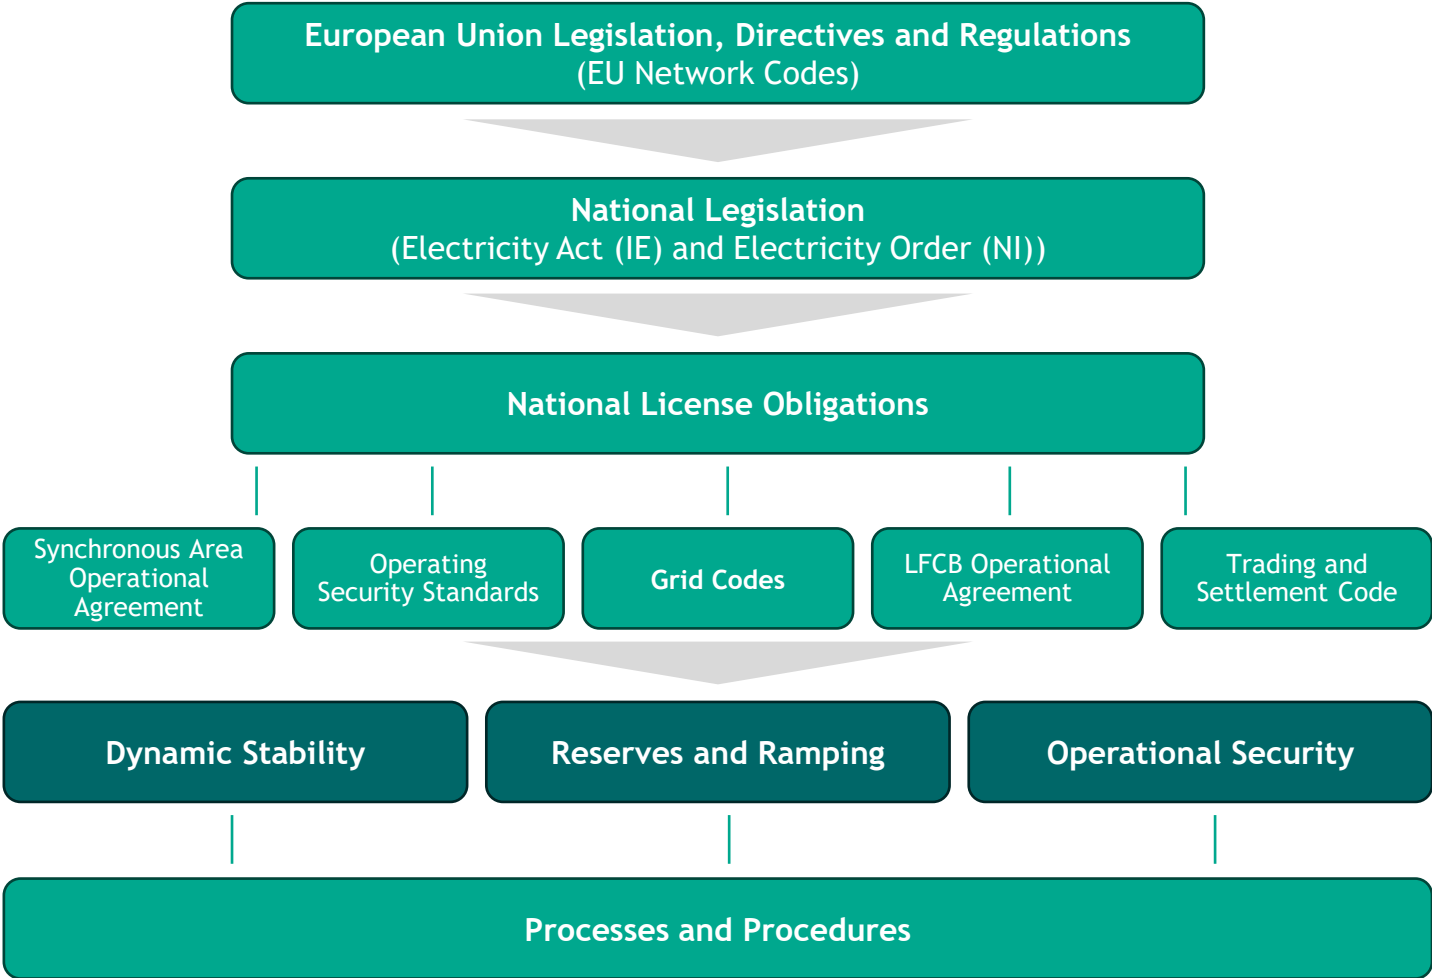 European Union Legislation, Directives and Regulations
(EU Network Codes)
National Legislation
(Electricity Act (IE) and Electricity Order (NI))
National License Obligations
Synchronous Area
Operational
Agreement
Operating
Security Standards
Grid Codes
LFCB Operational
Agreement
Trading and
Settlement Code
Dynamic Stability
Reserves and Ramping
Operational Security
Processes and Procedures